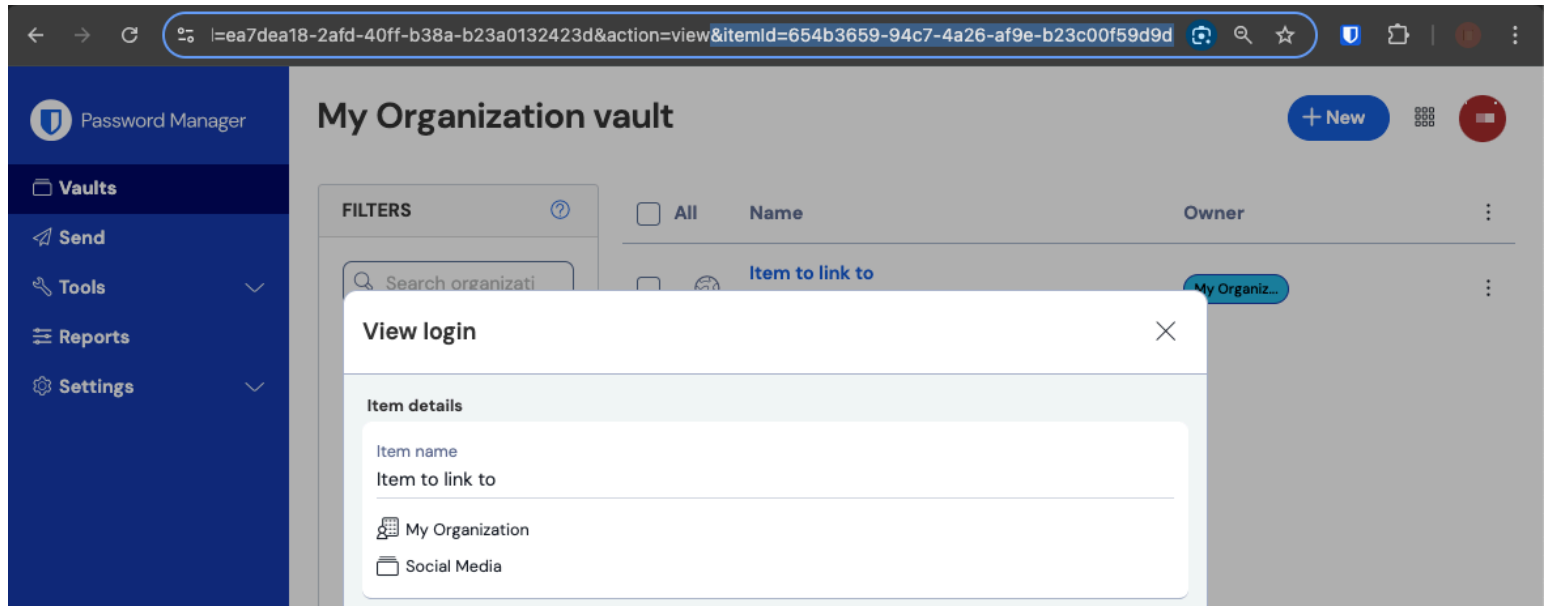 l=ea7dea18-2afd-40ff-b38a-b23a0132423d&action=view&itemId=654b3659-94c7-4a26-af9e-b23c00f59d9d
Password Manager
My Organization vault
+ New
Vaults
Send
Tools
Reports
Settings
FILTERS
Search organizati
All Name Owner
Item to link to
My Organiz...
View login
Item details
Item name
Item to link to
My Organization
Social Media